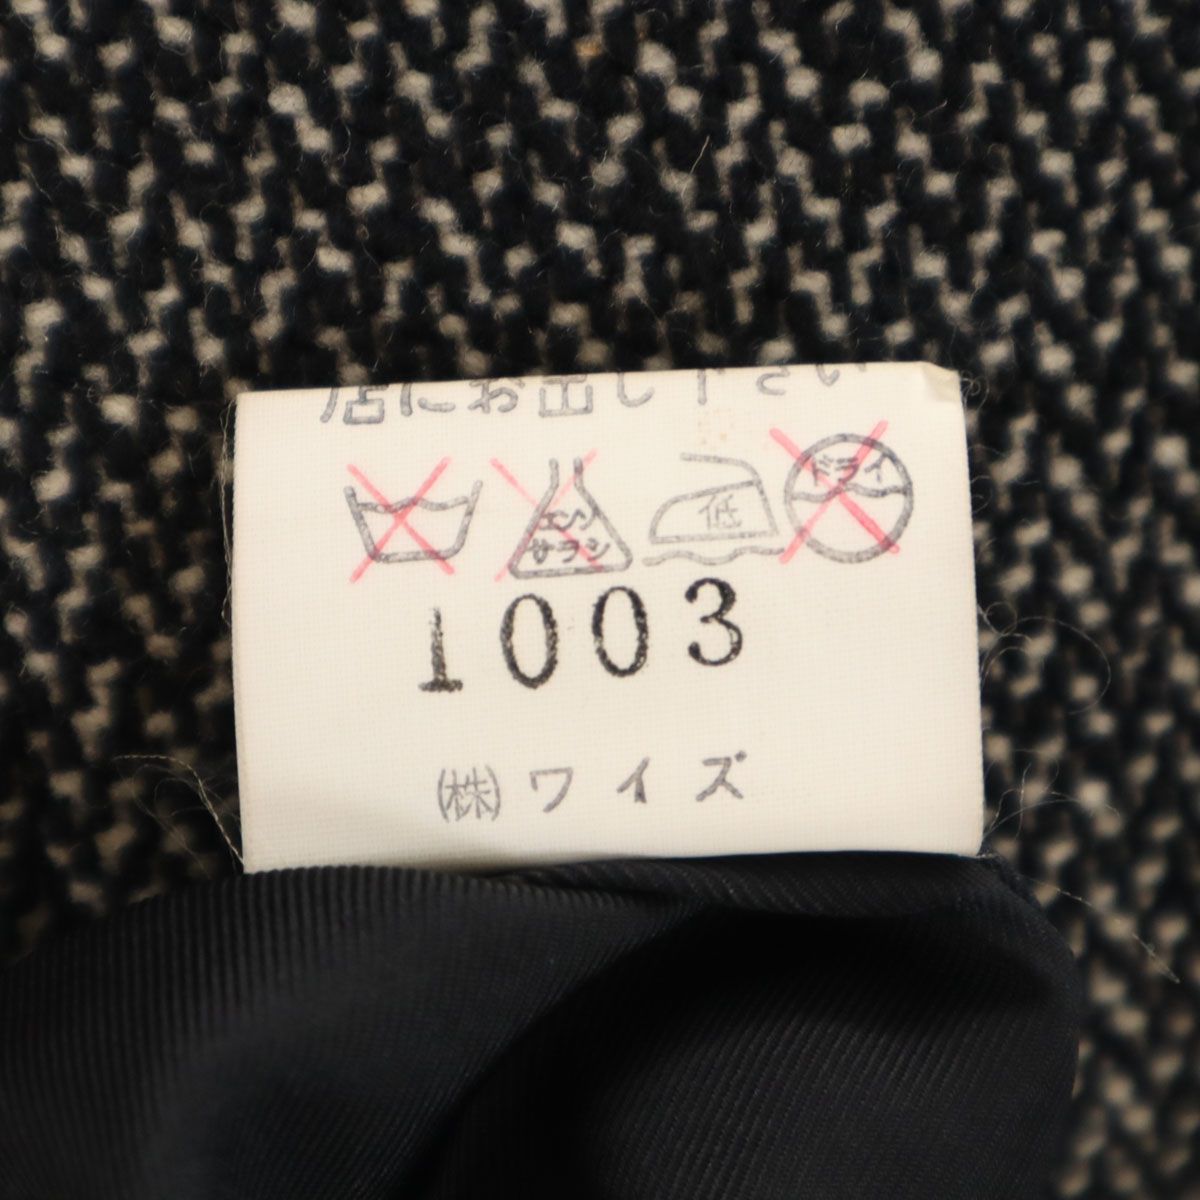 店にお出し下さい
エンソ
サラシ
低
ドライ
1003
㈱ワイズ